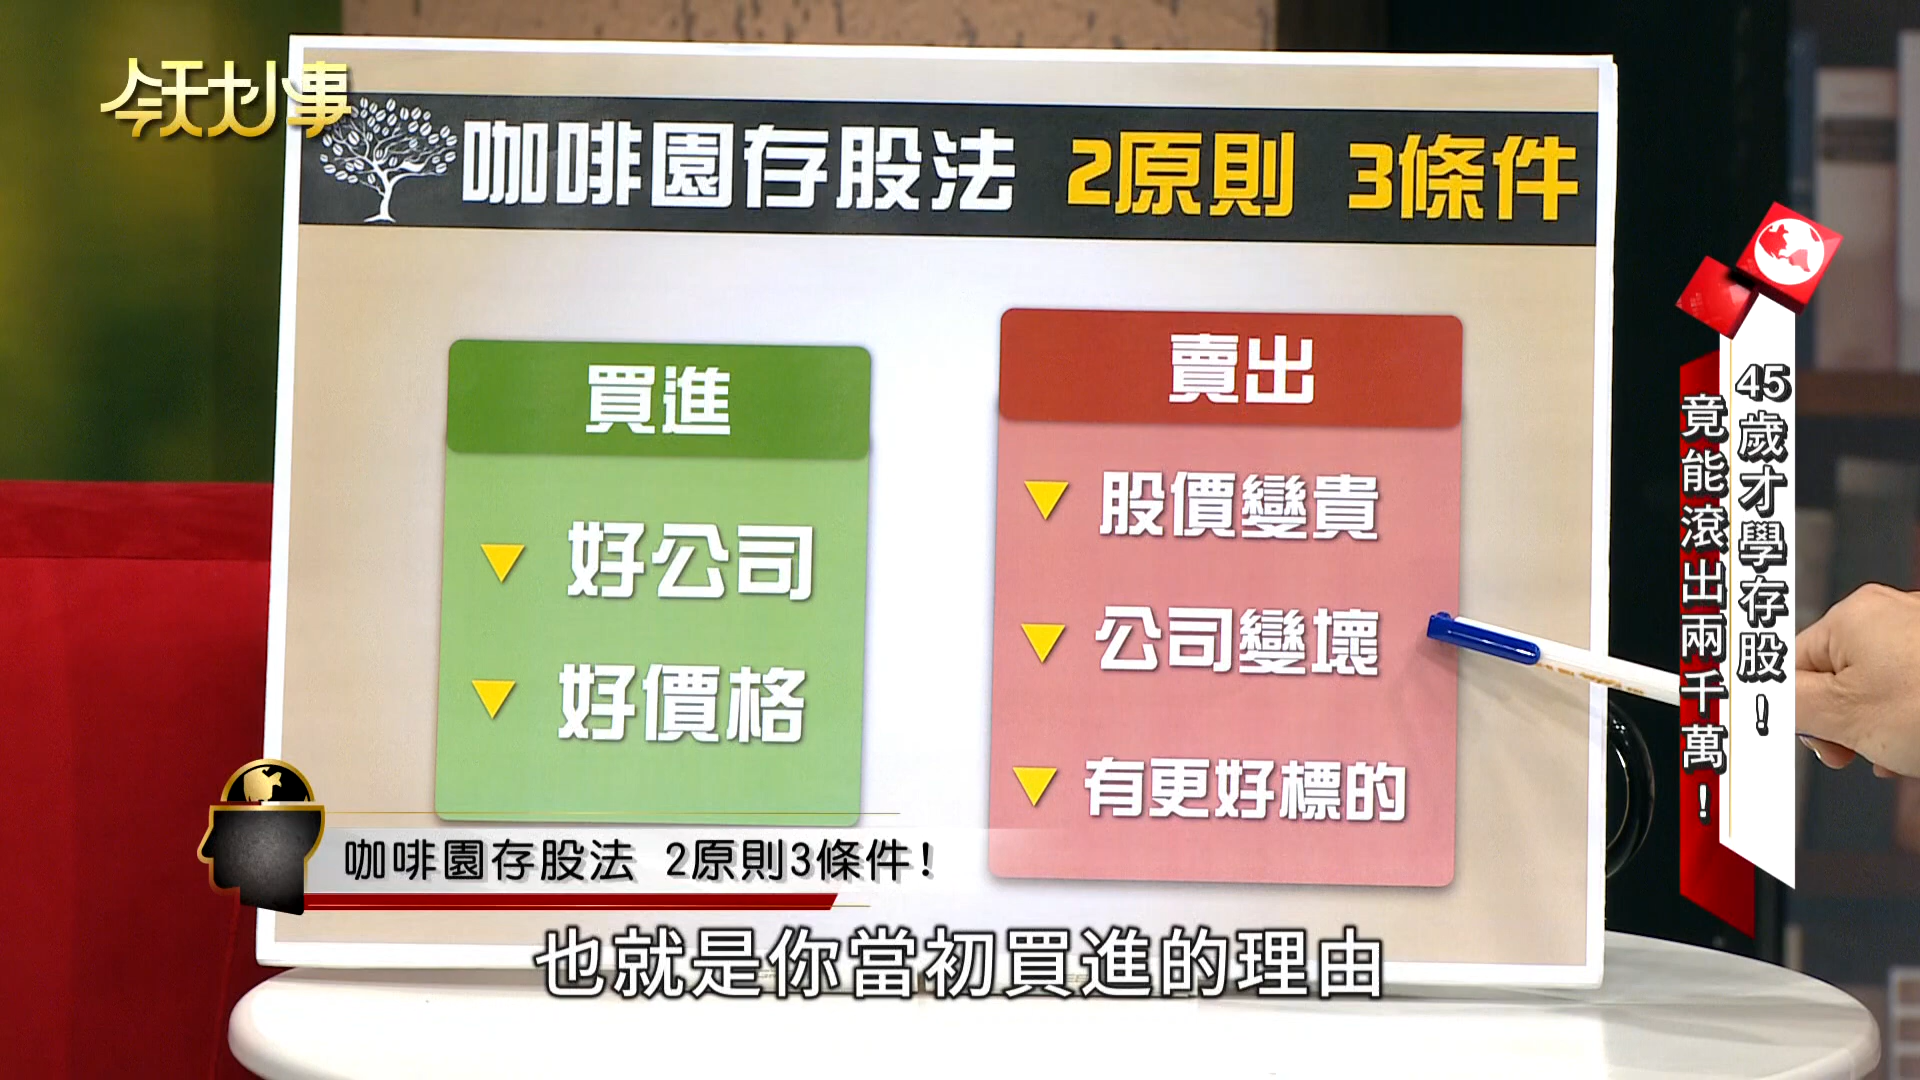 今天九小事
咖啡園存股法 2原則 3條件
買進
好公司
好價格
賣出
股價變貴
公司變壞
有更好標的
45歲才學存股！
竟能滾出兩千萬！
咖啡園存股法 2原則3條件！
也就是你當初買進的理由